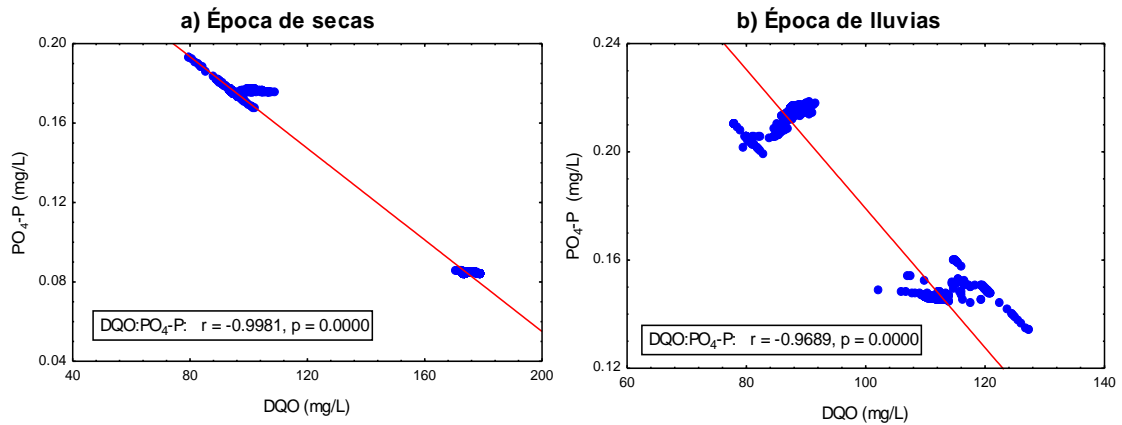 a) Época de secas
0.20
0.16
0.12
0.08
0.04
PO4-P (mg/L)
DQO:PO4-P: r = -0.9981, p = 0.0000
40 80 120 160 200
DQO (mg/L)
b) Época de lluvias
0.24
0.20
0.16
0.12
PO4-P (mg/L)
DQO:PO4-P: r = -0.9689, p = 0.0000
60 80 100 120 140
DQO (mg/L)